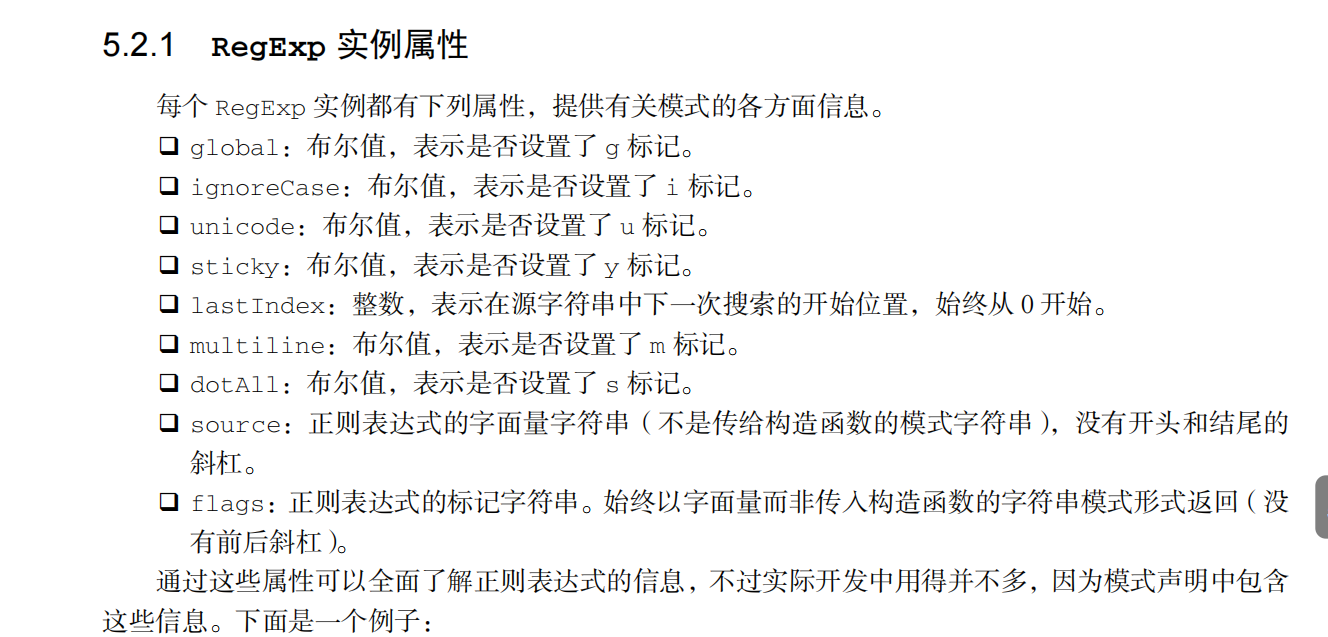 5.2.1 RegExp 实例属性
每个 RegExp 实例都有下列属性，提供有关模式的各方面信息。
❑ global：布尔值，表示是否设置了 g 标记。
❑ ignoreCase：布尔值，表示是否设置了 i 标记。
❑ unicode：布尔值，表示是否设置了 u 标记。
❑ sticky：布尔值，表示是否设置了 y 标记。
❑ lastIndex：整数，表示在源字符串中下一次搜索的开始位置，始终从 0 开始。
❑ multiline：布尔值，表示是否设置了 m 标记。
❑ dotAll：布尔值，表示是否设置了 s 标记。
❑ source：正则表达式的字面量字符串（不是传给构造函数的模式字符串），没有开头和结尾的
斜杠。
❑ flags：正则表达式的标记字符串。始终以字面量而非传入构造函数的字符串模式形式返回（没
有前后斜杠）。
通过这些属性可以全面了解正则表达式的信息，不过实际开发中用得并不多，因为模式声明中包含
这些信息。下面是一个例子：